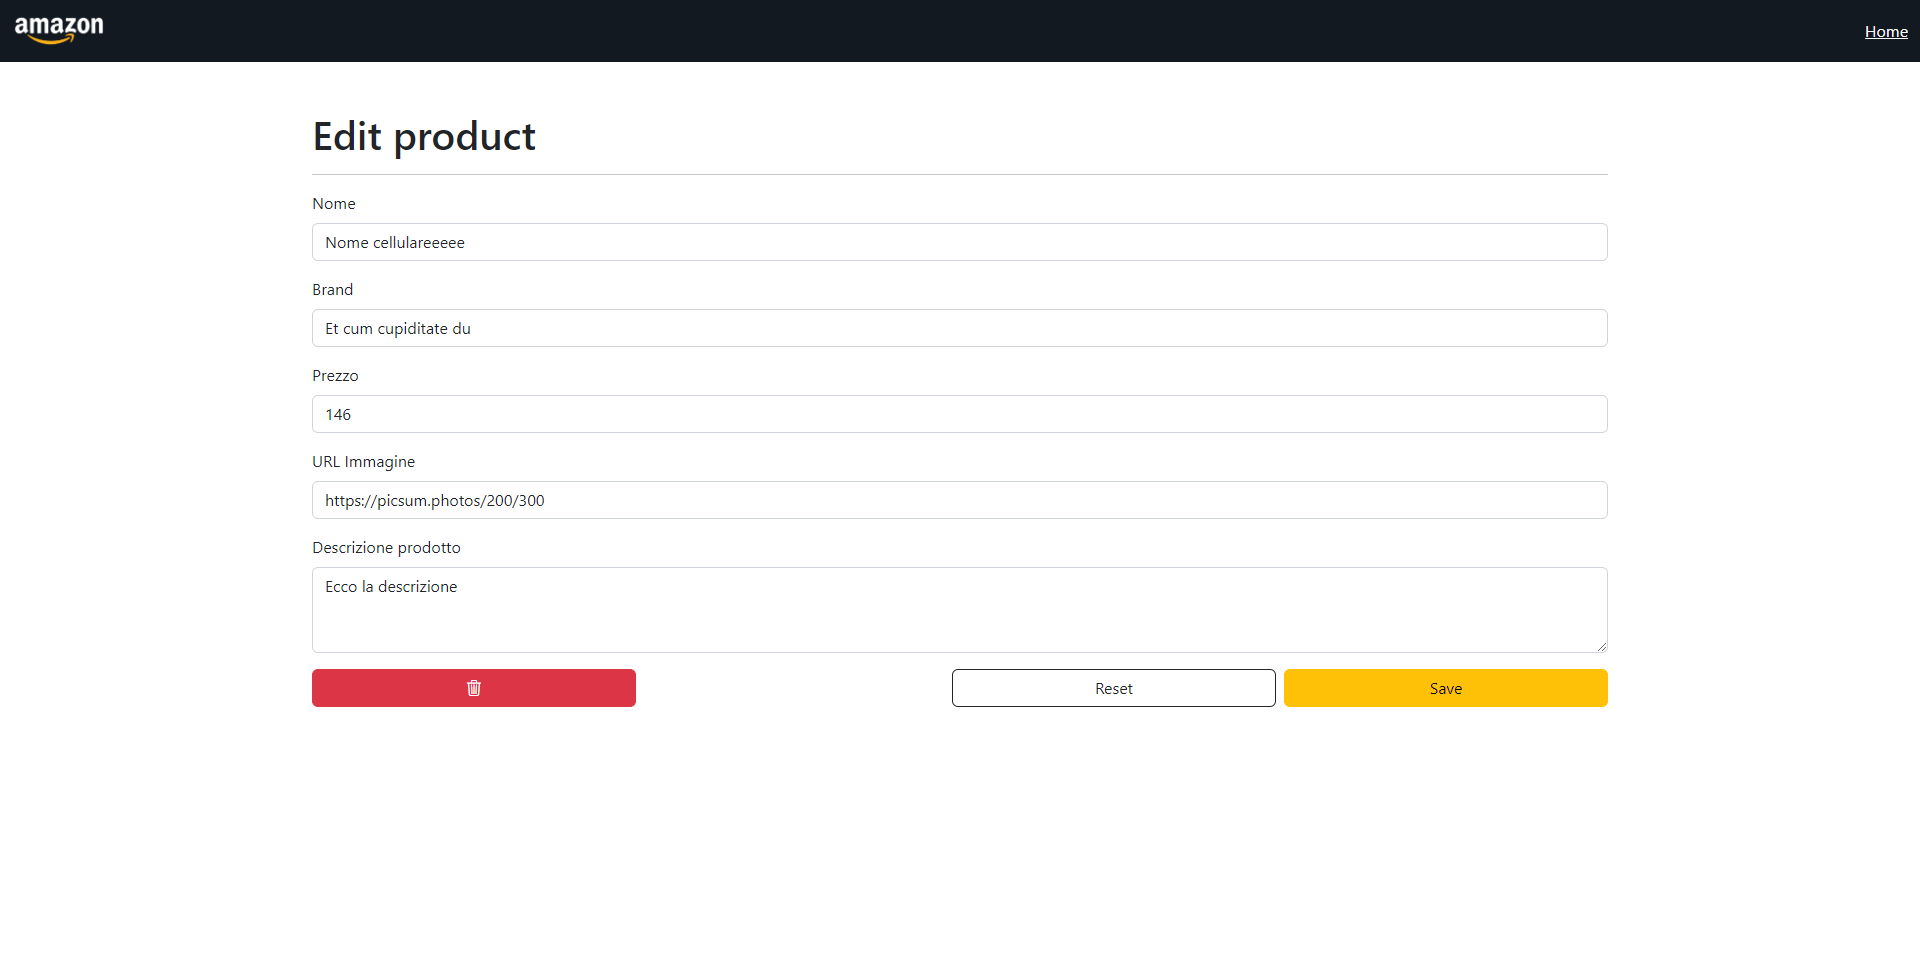 amazon
Home
Edit product
Nome
Nome cellulareeeee
Brand
Et cum cupiditate du
Prezzo
146
URL Immagine
https://picsum.photos/200/300
Descrizione prodotto
Ecco la descrizione
Reset
Save